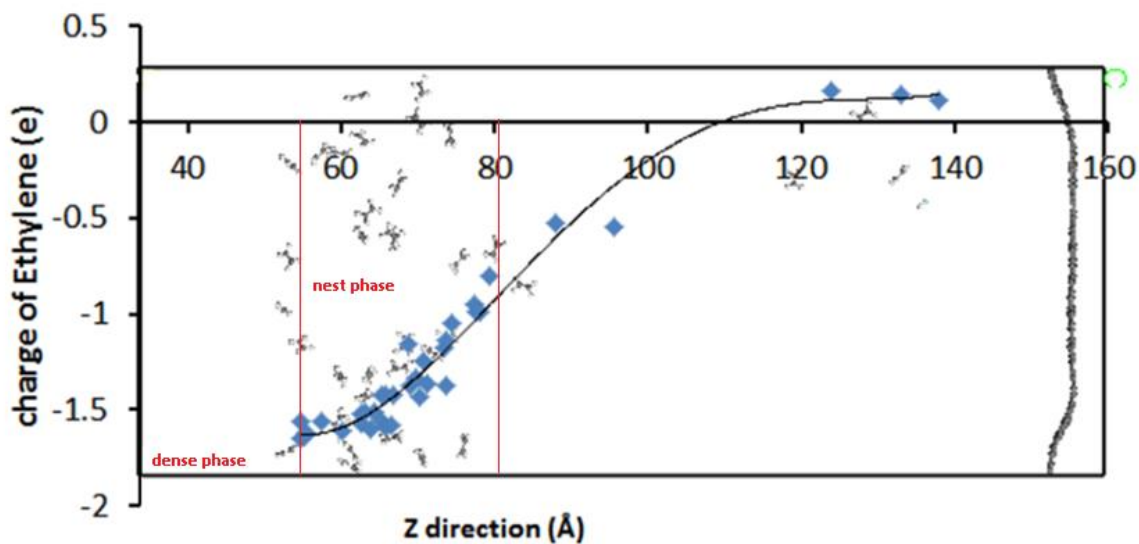 0.5
0
-0.5
-1
-1.5
-2
40 60 80 100 120 140 160
charge of Ethylene (e)
nest phase
dense phase
Z direction (Å)